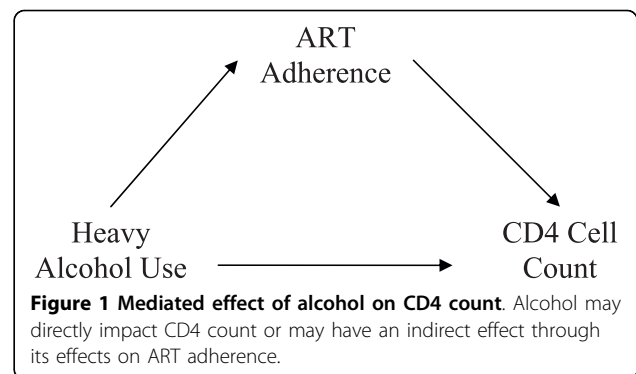 ART
Adherence
Heavy
Alcohol Use
CD4 Cell
Count
Figure 1 Mediated effect of alcohol on CD4 count. Alcohol may
directly impact CD4 count or may have an indirect effect through
its effects on ART adherence.